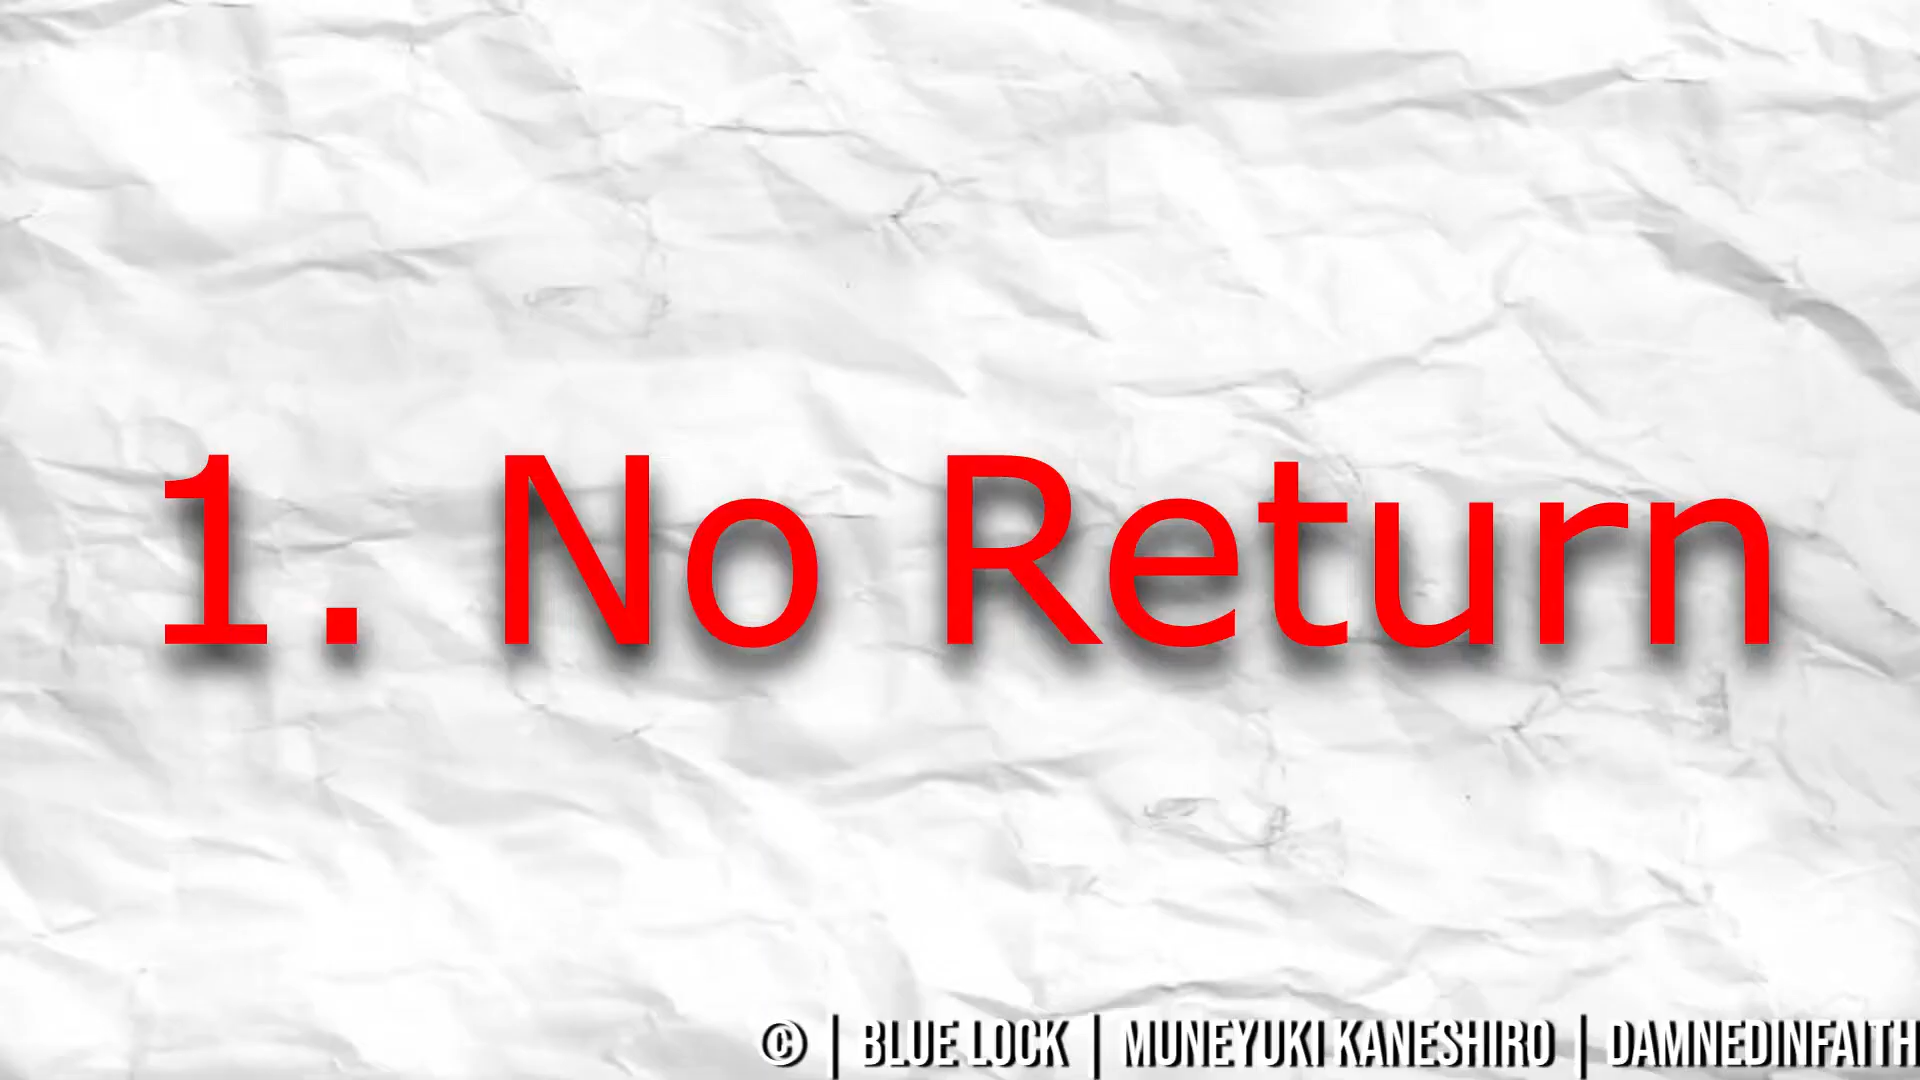 1. No Return
© | BLUE LOCK | MUNEYUKI KANESHIRO | DAMNEDINFAITH